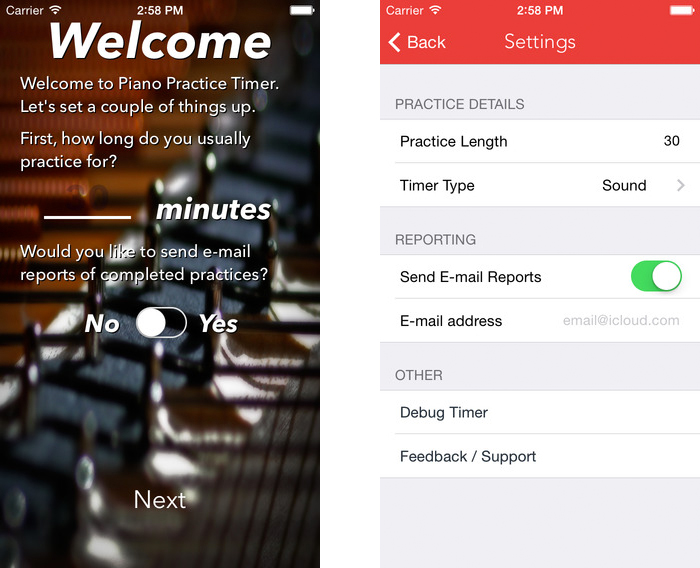 Carrier 2:58 PM
Welcome
Welcome to Piano Practice Timer.
Let's set a couple of things up.
First, how long do you usually
practice for?
minutes
Would you like to send e-mail
reports of completed practices?
No Yes
Next
Carrier 2:58 PM
Back Settings
PRACTICE DETAILS
Practice Length 30
Timer Type Sound
REPORTING
Send E-mail Reports
E-mail address email@icloud.com
OTHER
Debug Timer
Feedback / Support